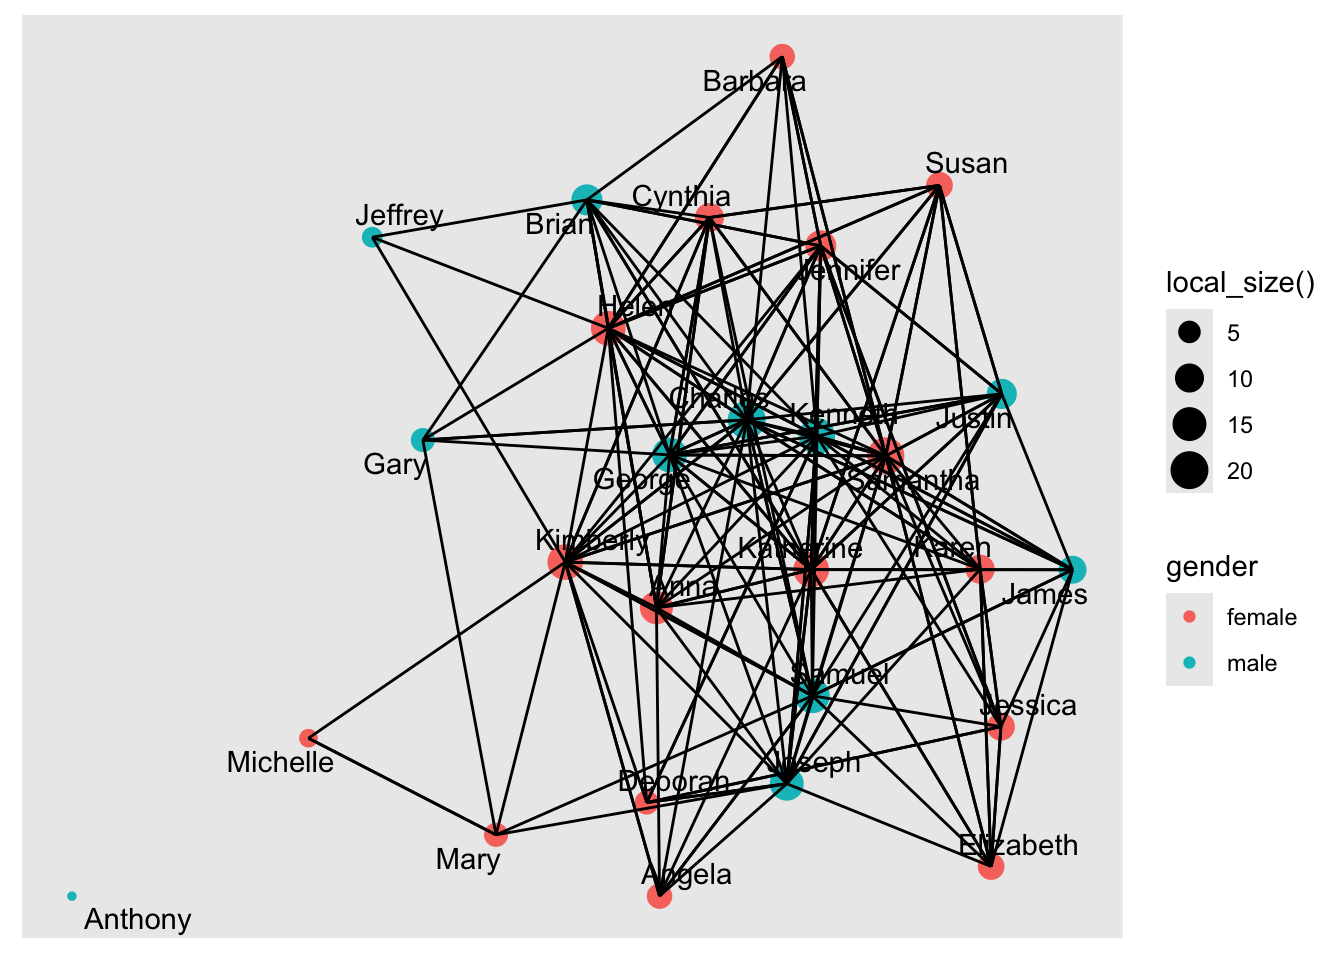 Barbara
Susan
Cynthia
Jeffrey
Brian
Jennifer
Helen
Charles
Kenneth
Justin
Gary
George
Samantha
Kimberly
Katherine
Karen
Anna
James
Samuel
Jessica
Michelle
Joseph
Deborah
Mary
Elizabeth
Angela
Anthony
local_size()
5
10
15
20
gender
female
male